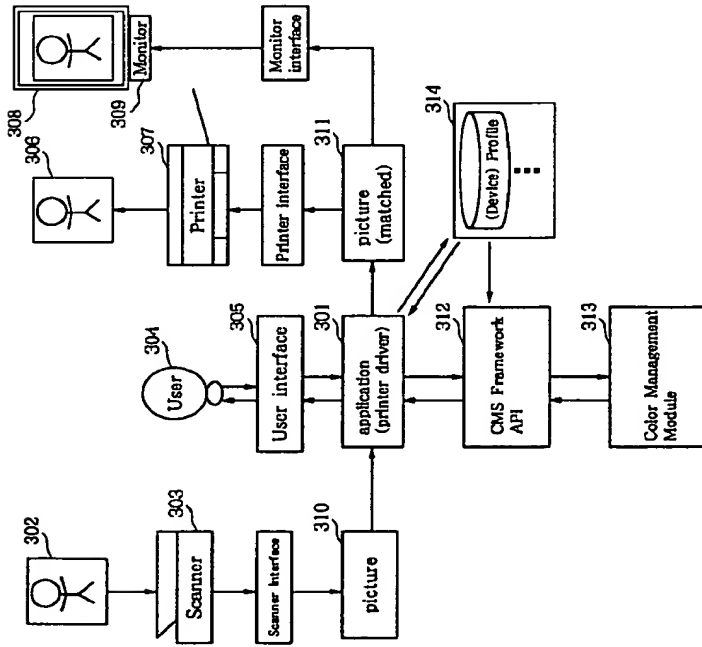 302
303
Scanner
Scanner Interface
310
picture
304
User
305
User interface
301
application
(printer driver)
312
CMS Framework
API
313
Color Management
Module
306
307
Printer
Printer interface
311
picture
(matched)
308
Monitor
309
Monitor
interface
314
(Device) Profile